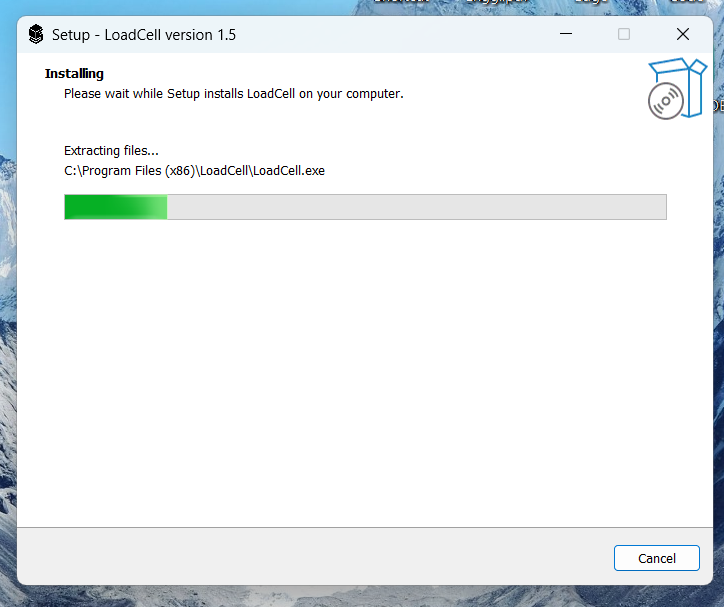 Setup - LoadCell version 1.5
Installing
Please wait while Setup installs LoadCell on your computer.
Extracting files...
C:\Program Files (x86)\LoadCell\LoadCell.exe
Cancel